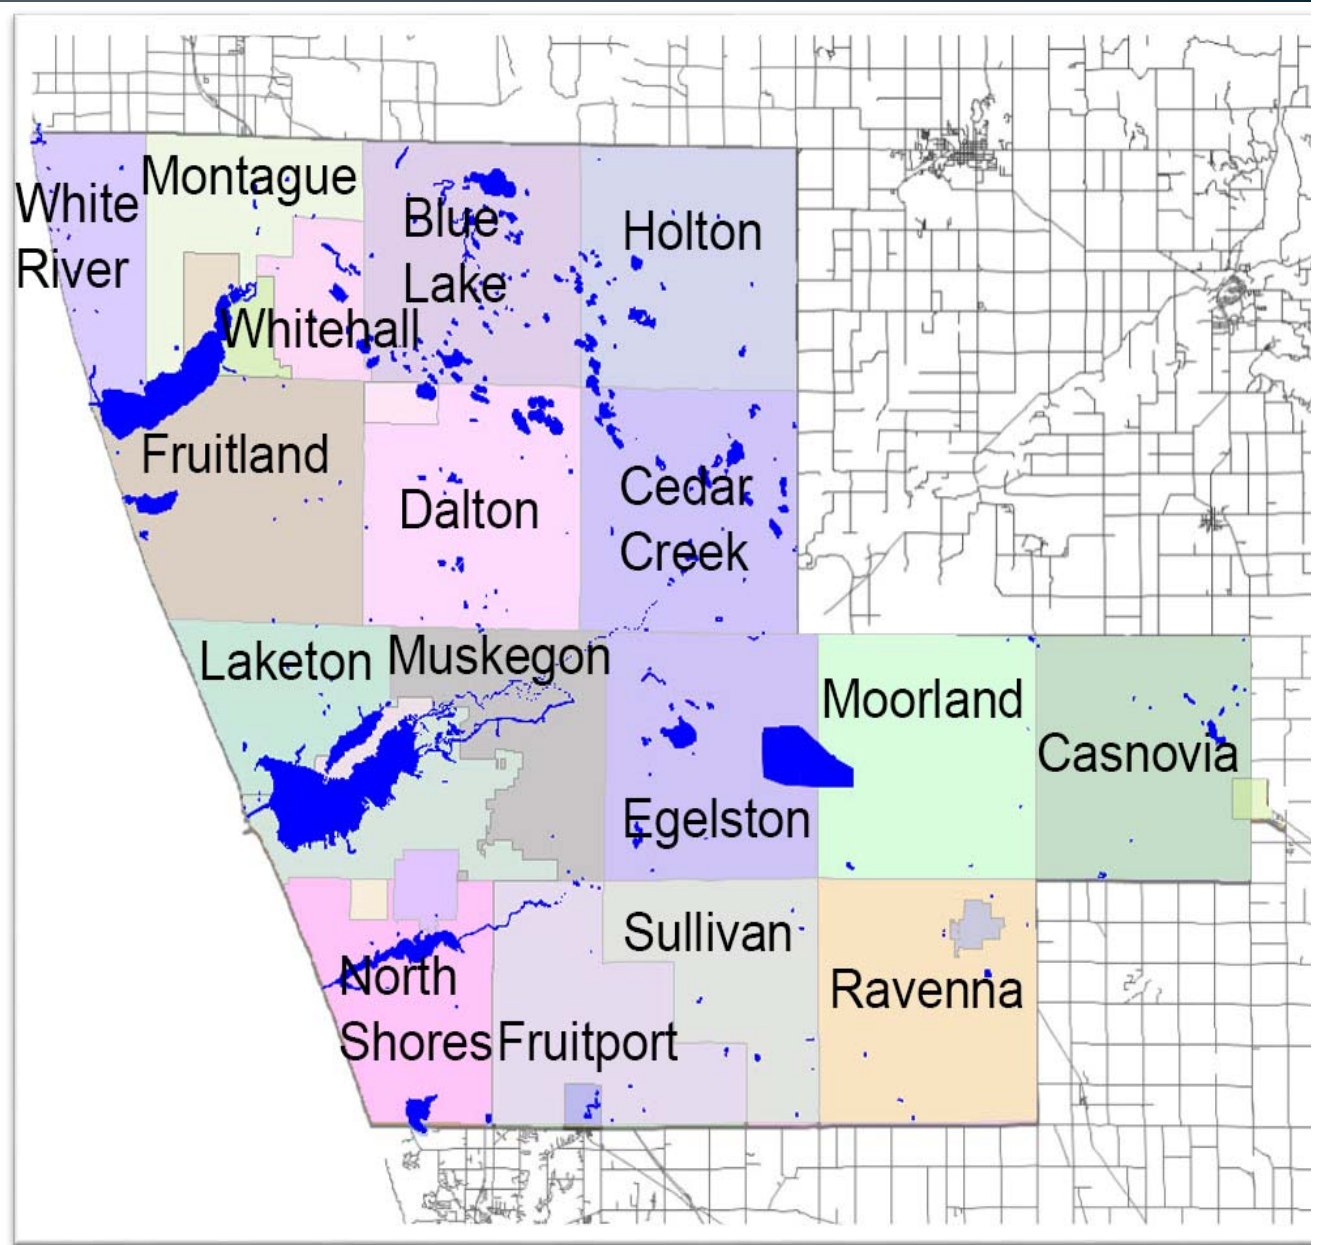 Montague
White
River
Blue
Lake
Holton
Whitehall
Fruitland
Dalton
Cedar
Creek
Laketon
Muskegon
Moorland
Casnovia
Egelston
Sullivan
North
Shores
Ravenna
Fruitport